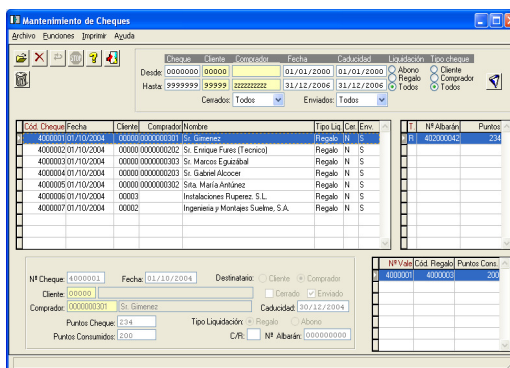 Mantenimiento de Cheques
Archivo Funciones Imprimir Ayuda
Cheque Cliente Comprador Fecha Caducidad Liquidación Tipo cheque
Desde: 0000000 00000 01/01/2000 01/01/2000 Abono Cliente
Regalo Comprador
Hasta: 9999999 99999 zzzzzzzzzz 31/12/2006 31/12/2006 Todos Todos
Cerrados: Todos Enviados: Todos
Cód. Cheque Fecha Cliente Comprador Nombre Tipo Liq. Cer. Env.
4000001 01/10/2004 00000 0000000301 Sr. Gimenez Regalo N S
4000002 01/10/2004 00000 0000000202 Sr. Enrique Fures (Tecnico) Regalo N S
4000003 01/10/2004 00000 0000000303 Sr. Marcos Eguizábal Regalo N S
4000004 01/10/2004 00000 0000000203 Sr. Gabriel Alcocer Regalo N S
4000005 01/10/2004 00000 0000000302 Srta. María Antúnez Regalo N S
4000006 01/10/2004 00003 Instalaciones Ruperez. S.L. Regalo N S
4000007 01/10/2004 00002 Ingenieria y Montajes Suelme, S.A. Regalo N S
T Nº Albarán Puntos
R 402000042 234
Nº Cheque: 4000001 Fecha: 01/10/2004 Destinatario: Cliente Comprador
Cliente: 00000 Cerrado Enviado
Comprador: 0000000301 Sr. Gimenez Caducidad: 30/12/2004
Puntos Cheque: 234 Tipo Liquidación: Regalo Abono
Puntos Consumidos: 200 C/R: Nº Albarán: 000000000
Nº Vale Cód. Regalo Puntos Cons.
4000001 4000003 200